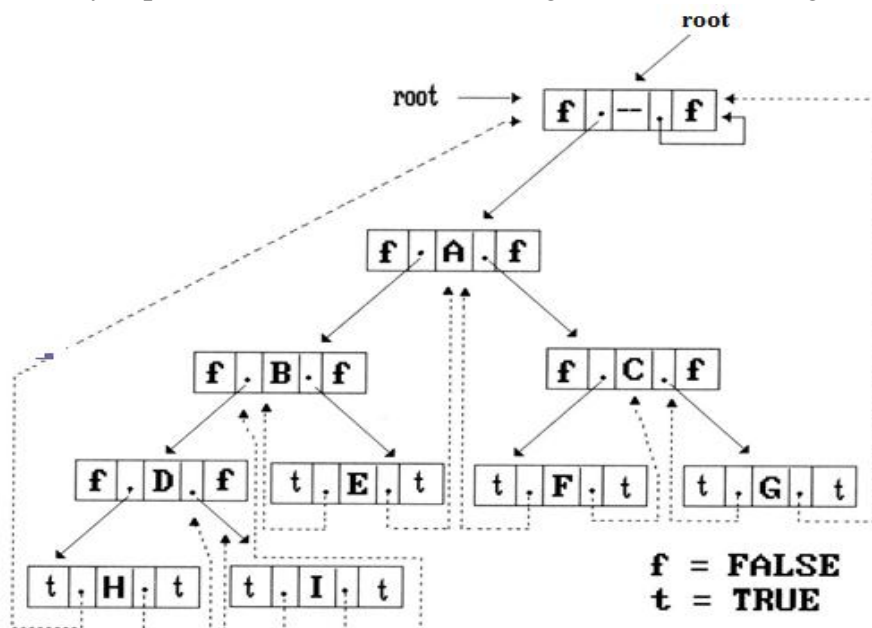 root
root
f . -- . f
f . A . f
f . B . f
f . C . f
f . D . f
t . E . t
t . F . t
t . G . t
t . H . t
t . I . t
f = FALSE
t = TRUE